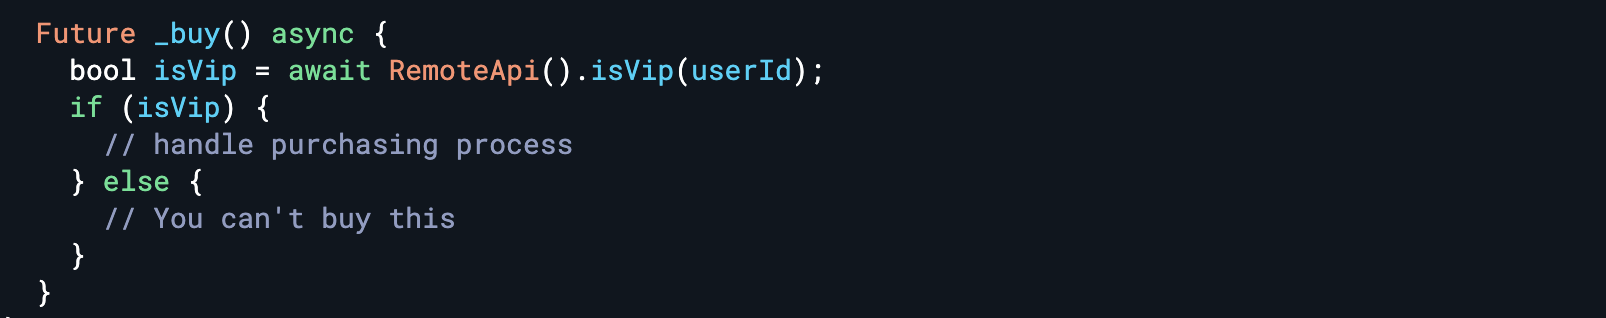 Future _buy() async {
  bool isVip = await RemoteApi().isVip(userId);
  if (isVip) {
    // handle purchasing process
  } else {
    // You can't buy this
  }
}